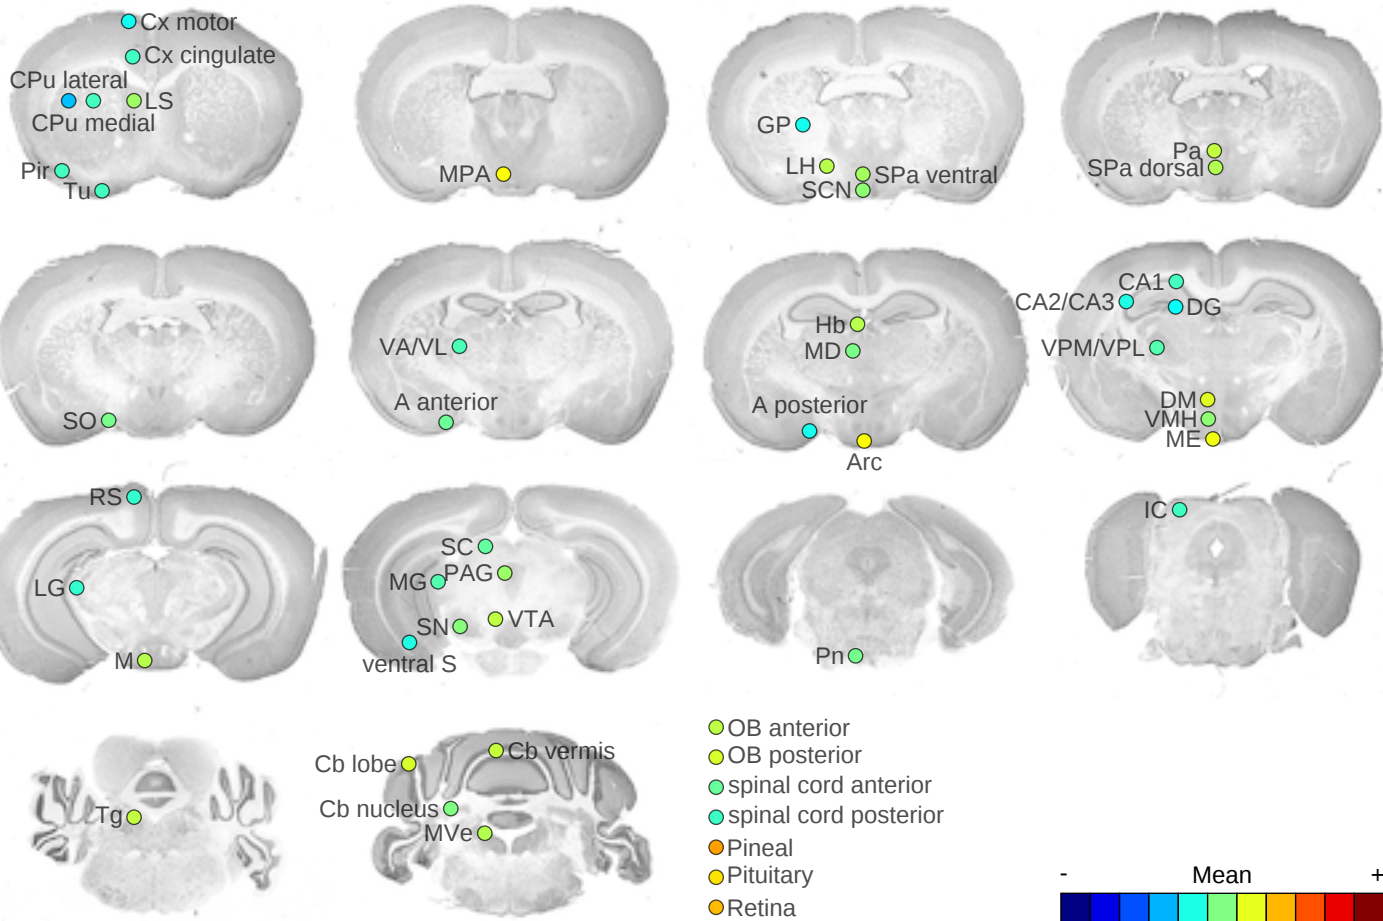 Cx motor
Cx cingulate
CPu lateral
LS
CPu medial
Pir
Tu
MPA
GP
LH
SPa ventral
SCN
Pa
SPa dorsal
SO
VA/VL
A anterior
Hb
MD
A posterior
Arc
CA1
CA2/CA3
DG
VPM/VPL
DM
VMH
ME
RS
LG
M
SC
MG
PAG
SN
VTA
ventral S
Pn
IC
Tg
Cb lobe
Cb vermis
Cb nucleus
MVe
OB anterior
OB posterior
spinal cord anterior
spinal cord posterior
Pineal
Pituitary
Retina
- Mean +